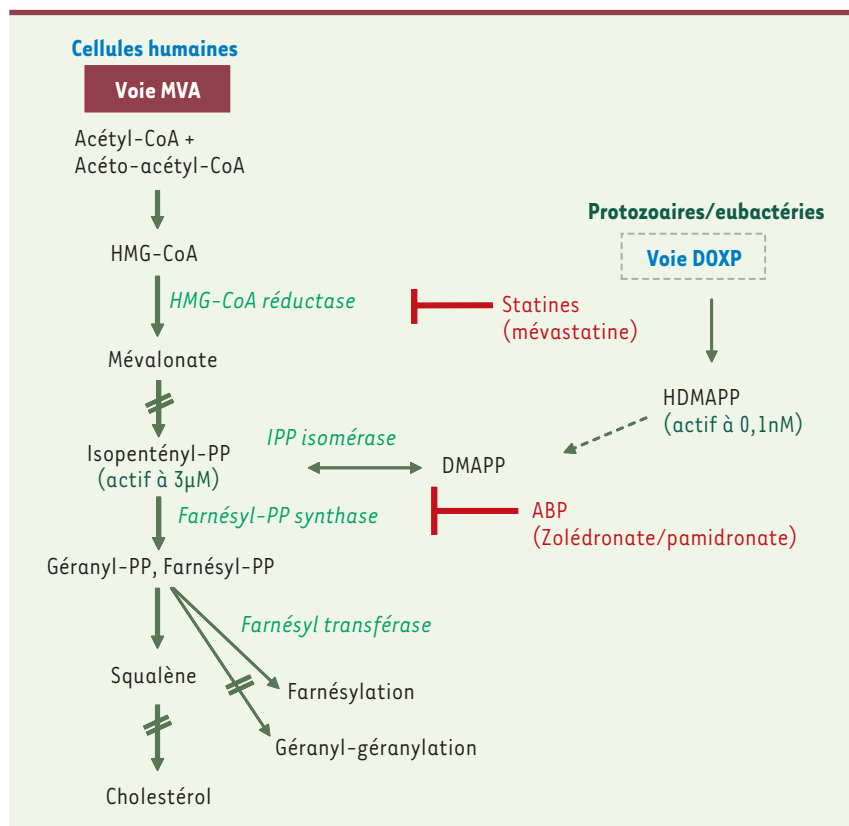 Cellules humaines
Voie MVA
Acétyl-CoA +
Acéto-acétyl-CoA
Protozoaires/eubactéries
Voie DOXP
HMG-CoA
HMG-CoA réductase
Statines
(mévastatine)
Mévalonate
HDMAPP
(actif à 0,1nM)
IPP isomérase
Isopentényl-PP
(actif à 3µM)
DMAPP
Farnésyl-PP synthase
ABP
(Zolédronate/pamidronate)
Géranyl-PP, Farnésyl-PP
Farnésyl transférase
Squalène
Farnésylation
Géranyl-géranylation
Cholestérol